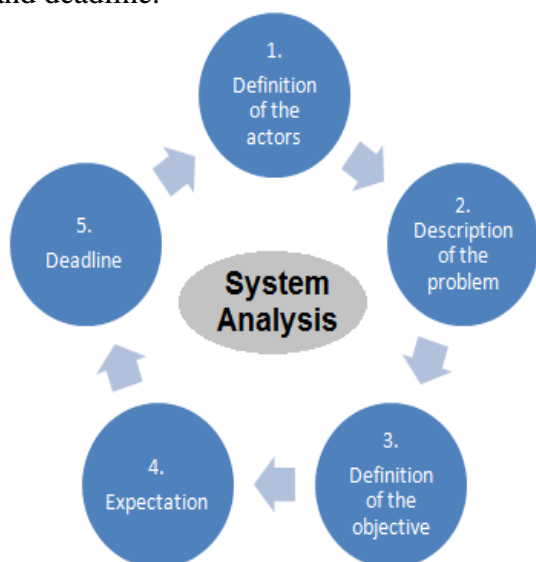 and deadline.
1.
Definition
of the
actors
2.
Description
of the
problem
3.
Definition
of the
objective
4.
Expectation
5.
Deadline
System
Analysis